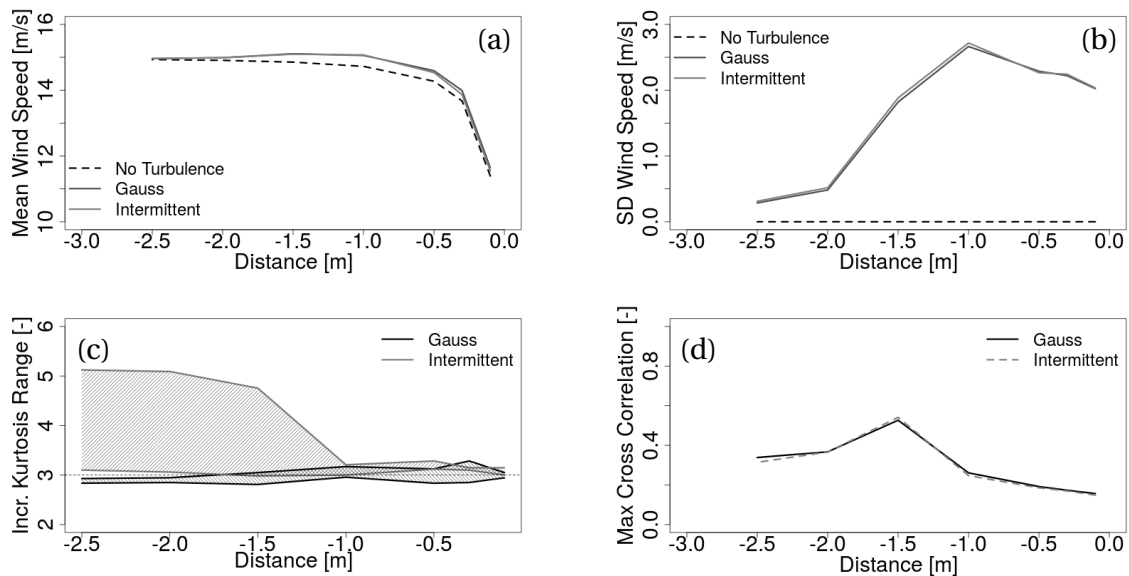 Mean Wind Speed [m/s]
10 12 14 16
(a)
No Turbulence
Gauss
Intermittent
-3.0 -2.5 -2.0 -1.5 -1.0 -0.5 0.0
Distance [m]
SD Wind Speed [m/s]
0.0 1.0 2.0 3.0
(b)
No Turbulence
Gauss
Intermittent
-3.0 -2.5 -2.0 -1.5 -1.0 -0.5 0.0
Distance [m]
Incr. Kurtosis Range [-]
2 3 4 5 6
(c)
Gauss
Intermittent
-2.5 -2.0 -1.5 -1.0 -0.5
Distance [m]
Max Cross Correlation [-]
0.0 0.4 0.8
(d)
Gauss
Intermittent
-3.0 -2.5 -2.0 -1.5 -1.0 -0.5 0.0
Distance [m]